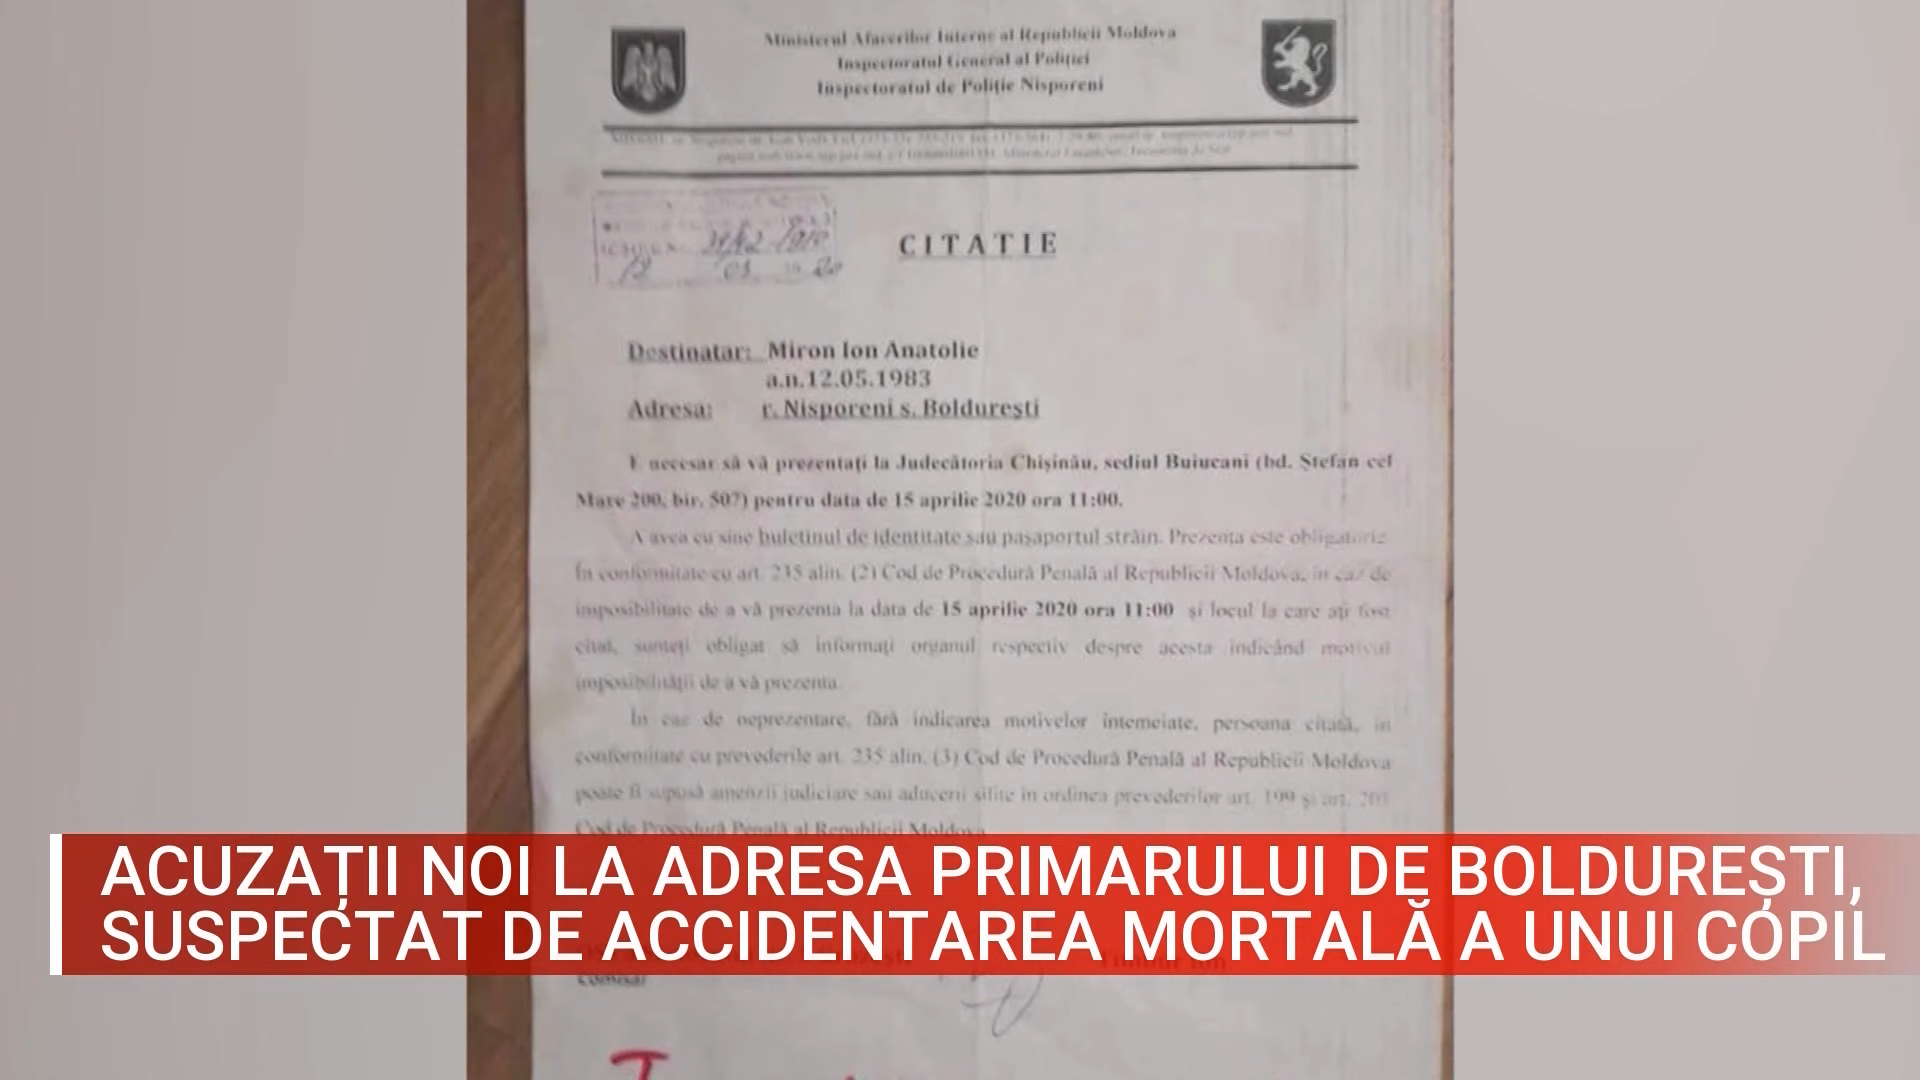 Ministerul Afacerilor Interne al Republicii Moldova
Inspectoratul General al Poliției
Inspectoratul de Poliție Nisporeni
CITATIE
Destinatar: Miron Ion Anatolie
a.n.12.05.1983
Adresa: r. Nisporeni s. Boldurești
E necesar să vă prezentați la Judecătoria Chișinău, sediul Buiucani (bd. Ștefan cel
Mare 200, bir. 507) pentru data de 15 aprilie 2020 ora 11:00.
A avea cu sine buletinul de identitate sau pașaportul străin. Prezența este obligatorie.
În conformitate cu art. 235 alin. (2) Cod de Procedură Penală al Republicii Moldova, în caz de
imposibilitate de a vă prezenta la data de 15 aprilie 2020 ora 11:00 și locul la care ați fost
citat, sunteți obligat să informați organul respectiv despre acesta indicând motivul
imposibilității de a vă prezenta.
În caz de neprezentare, fără indicarea motivelor întemeiate, persoana citată, în
conformitate cu prevederile art. 235 alin. (3) Cod de Procedură Penală al Republicii Moldova
poate fi supusă amenzii judiciare sau aducerii silite în ordinea prevederilor art. 199 și art.
Cod de Procedură Penală al Republicii Moldova
ACUZAȚII NOI LA ADRESA PRIMARULUI DE BOLDUREȘTI,
SUSPECTAT DE ACCIDENTAREA MORTALĂ A UNUI COPIL